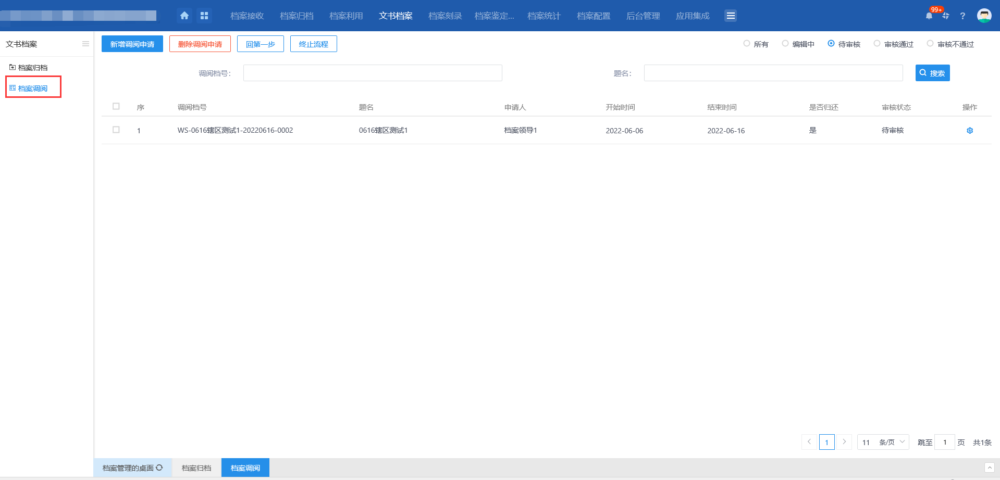 档案接收 档案归档 档案利用 文书档案 档案刻录 档案鉴定... 档案统计 档案配置 后台管理 应用集成 99+ ?
文书档案
档案归档
档案调阅
新增调阅申请 删除调阅申请 回第一步 终止流程 所有 编辑中 待审核 审核通过 审核不通过
调阅档号: 题名: 搜索
序 调阅档号 题名 申请人 开始时间 结束时间 是否归还 审核状态 操作
1 WS-0616辖区测试1-20220616-0002 0616辖区测试1 档案领导1 2022-06-06 2022-06-16 是 待审核
1 11 条/页 跳至 1 页 共1条
档案管理的桌面 档案归档 档案调阅